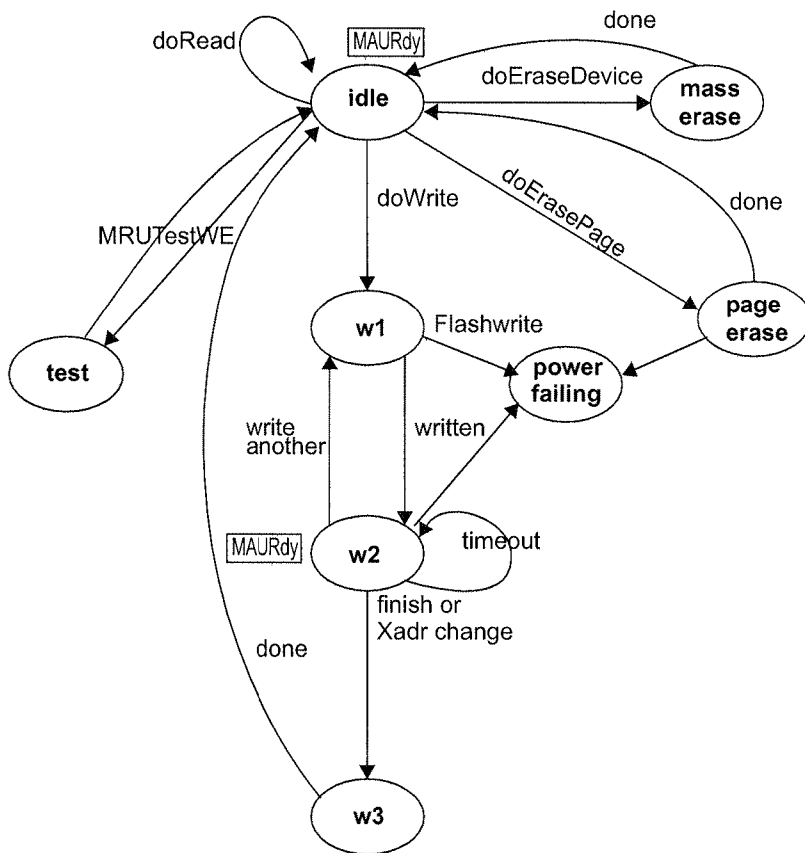 done
doRead
MAURdy
doEraseDevice
idle
mass
erase
doWrite
doErasePage
done
MRUTestWE
w1
Flashwrite
page
erase
test
power
failing
write
another
written
MAURdy
w2
timeout
finish or
Xadr change
done
w3